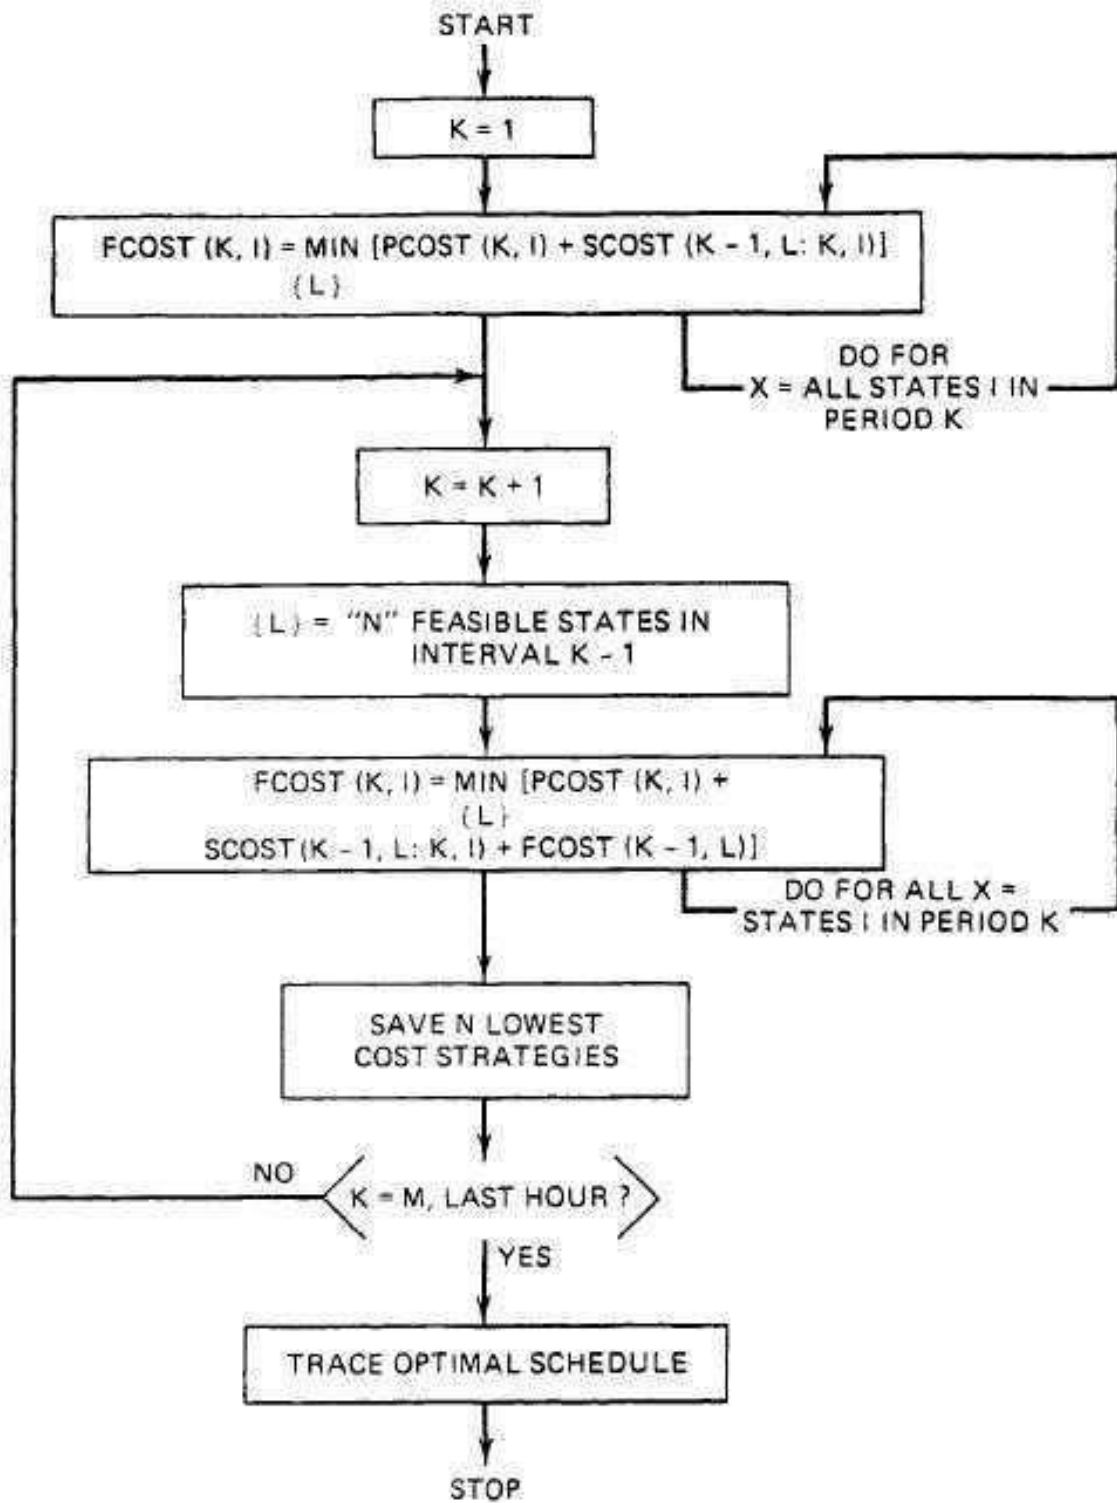 START
K = 1
FCOST (K, I) = MIN [PCOST (K, I) + SCOST (K - 1, L: K, I)]
{L}
DO FOR
X = ALL STATES I IN
PERIOD K
K = K + 1
{L} = "N" FEASIBLE STATES IN
INTERVAL K - 1
FCOST (K, I) = MIN [PCOST (K, I) +
{L}
SCOST (K - 1, L: K, I) + FCOST (K - 1, L)]
DO FOR ALL X =
STATES I IN PERIOD K
SAVE N LOWEST
COST STRATEGIES
NO
K = M, LAST HOUR ?
YES
TRACE OPTIMAL SCHEDULE
STOP